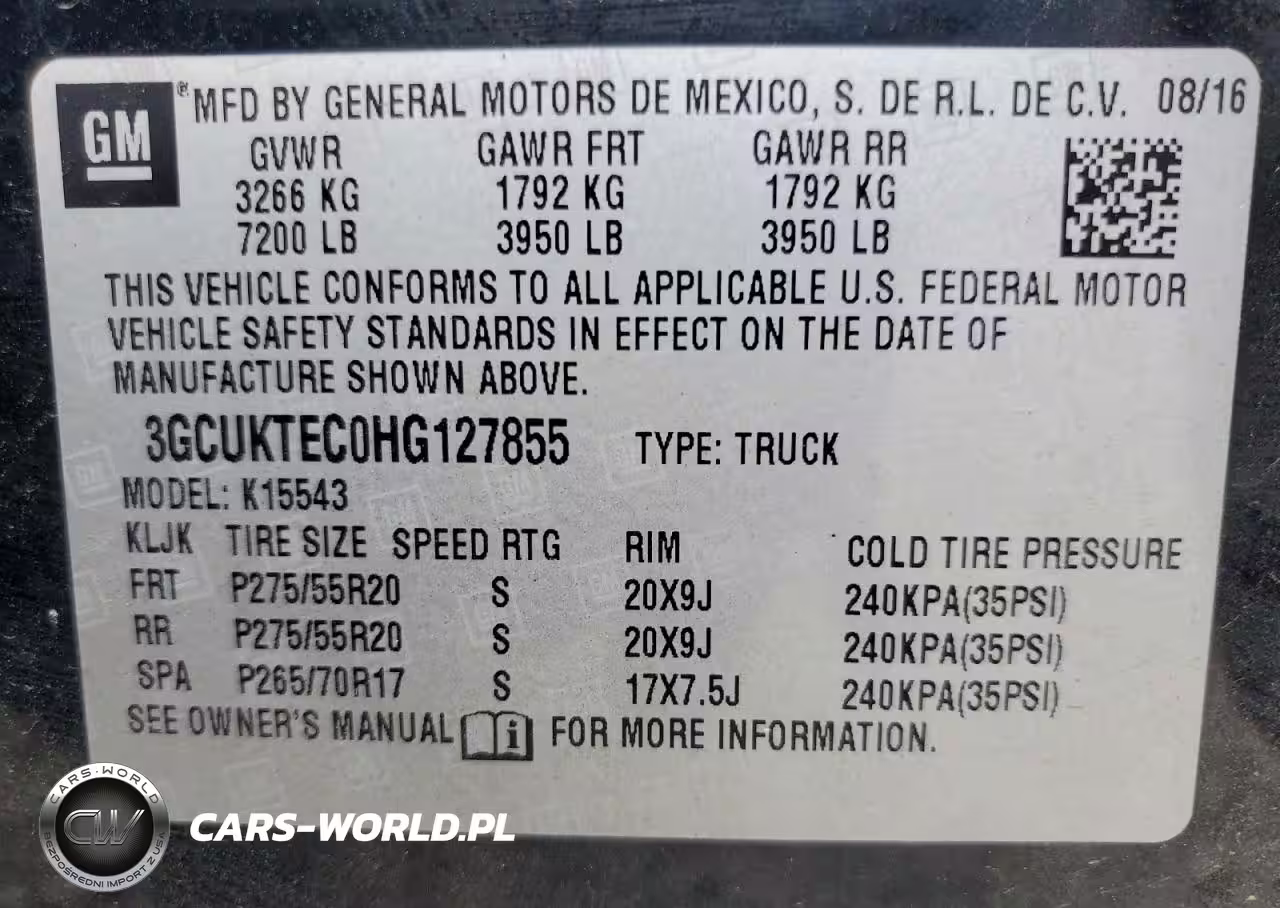 GM ® MFD BY GENERAL MOTORS DE MEXICO, S. DE R.L. DE C.V. 08/16
GVWR GAWR FRT GAWR RR
3266 KG 1792 KG 1792 KG
7200 LB 3950 LB 3950 LB
THIS VEHICLE CONFORMS TO ALL APPLICABLE U.S. FEDERAL MOTOR
VEHICLE SAFETY STANDARDS IN EFFECT ON THE DATE OF
MANUFACTURE SHOWN ABOVE.
3GCUKTEC0HG127855 TYPE: TRUCK
MODEL: K15543
KLJK TIRE SIZE SPEED RTG RIM COLD TIRE PRESSURE
FRT P275/55R20 S 20X9J 240KPA(35PSI)
RR P275/55R20 S 20X9J 240KPA(35PSI)
SPA P265/70R17 S 17X7.5J 240KPA(35PSI)
SEE OWNER'S MANUAL i FOR MORE INFORMATION.
CARS-WORLD
CW
BEZPOŚREDNI IMPORT Z USA
CARS-WORLD.PL